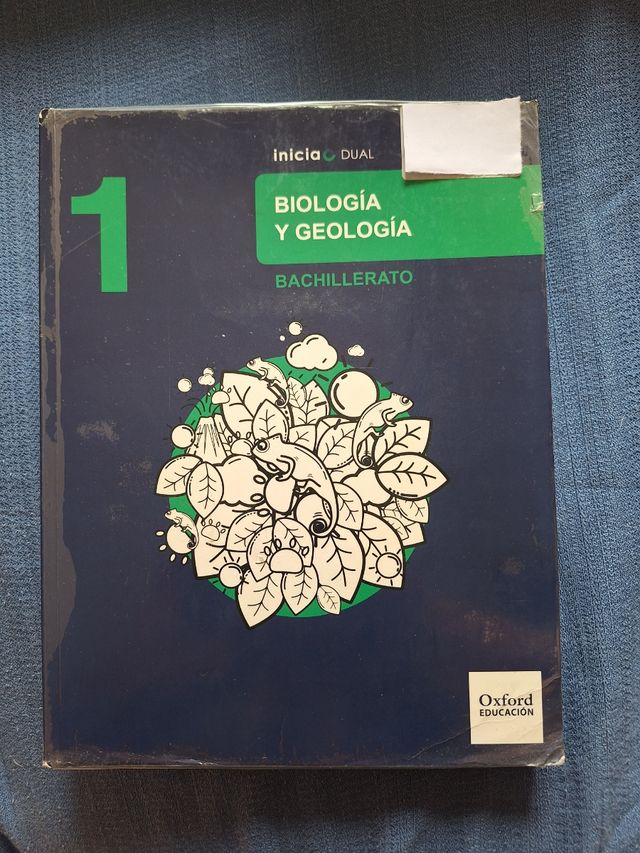 inicia DUAL
1
BIOLOGÍA
Y GEOLOGÍA
BACHILLERATO
Oxford
EDUCACIÓN